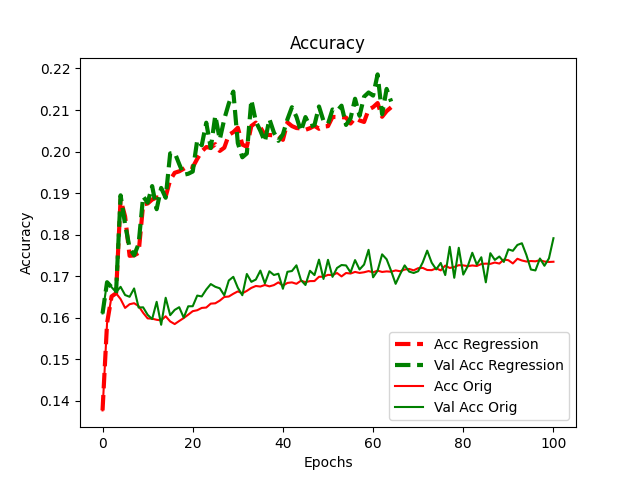 Accuracy
0.22
0.21
0.20
0.19
0.18
0.17
0.16
0.15
0.14
Accuracy
0 20 40 60 80 100
Epochs
Acc Regression
Val Acc Regression
Acc Orig
Val Acc Orig